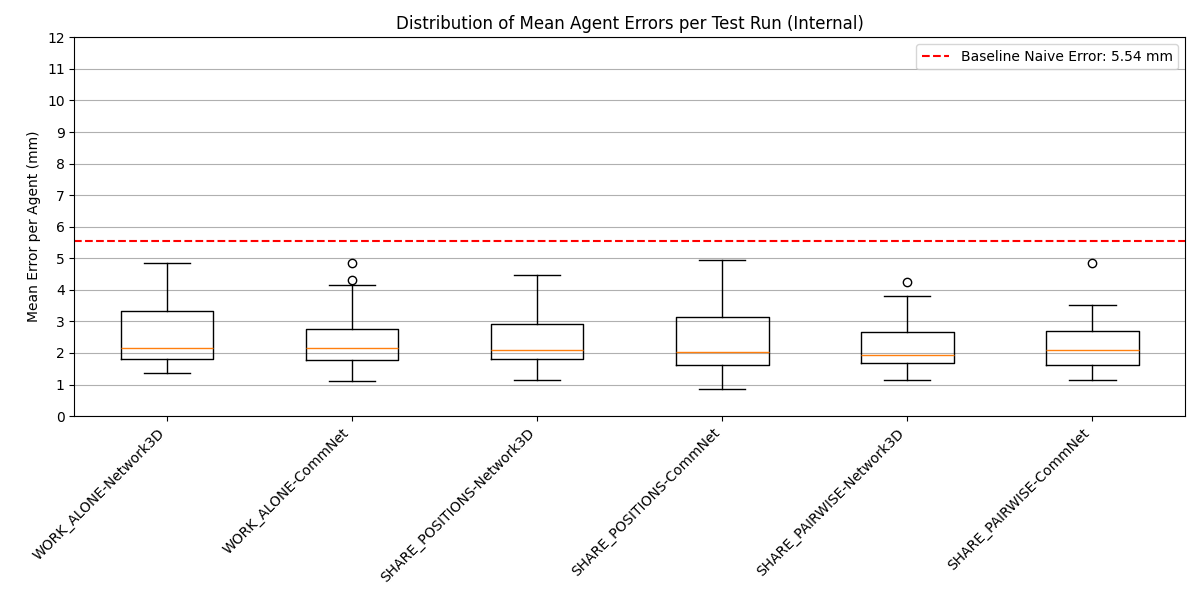 Distribution of Mean Agent Errors per Test Run (Internal)
Baseline Naive Error: 5.54 mm
Mean Error per Agent (mm)
12
11
10
9
8
7
6
5
4
3
2
1
0
WORK_ALONE-Network3D
WORK_ALONE-CommNet
SHARE_POSITIONS-Network3D
SHARE_POSITIONS-CommNet
SHARE_PAIRWISE-Network3D
SHARE_PAIRWISE-CommNet